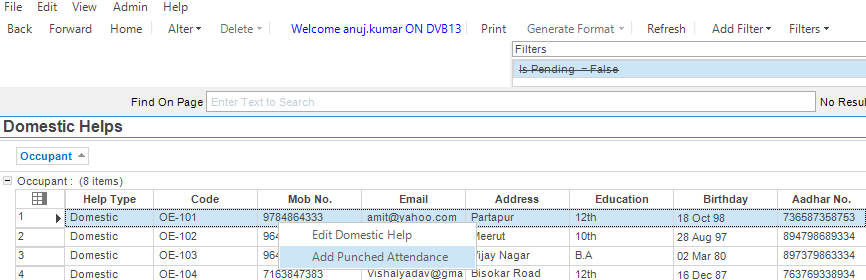 File Edit View Admin Help
Back Forward Home Alter Delete Welcome anuj.kumar ON DVB13 Print Generate Format Refresh Add Filter Filters
Filters
Is Pending = False
Find On Page Enter Text to Search No Resul
Domestic Helps
Occupant
Occupant : (8 items)
Help Type Code Mob No. Email Address Education Birthday Aadhar No.
1 Domestic OE-101 9784864333 amit@yahoo.com Partapur 12th 18 Oct 98 736587358753
2 Domestic OE-102 964 Meerut 10th 28 Aug 97 894798689334
Edit Domestic Help
3 Domestic OE-103 964 Vijay Nagar B.A 02 Mar 80 897379863334
Add Punched Attendance
4 Domestic OE-104 7163847383 Vishalyadav@gma Bisokar Road 12th 16 Dec 87 763769389334